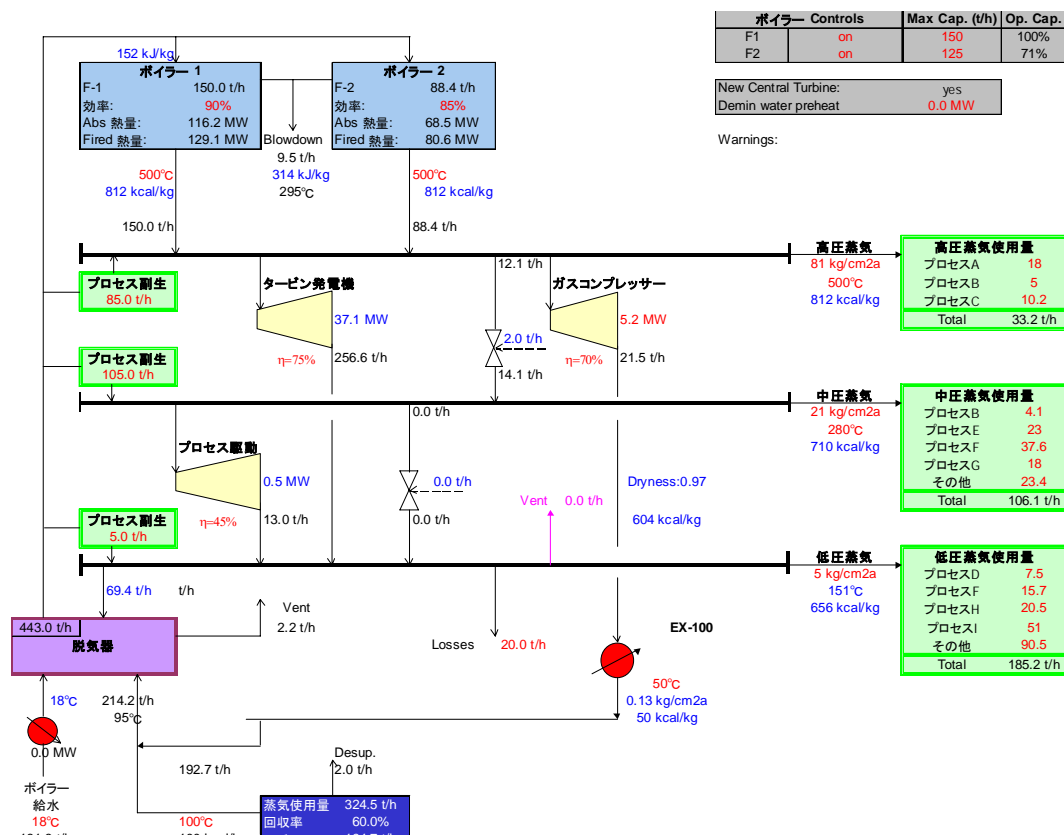 ボイラー Controls Max Cap. (t/h) Op. Cap.
F1 on 150 100%
F2 on 125 71%
New Central Turbine: yes
Demin water preheat 0.0 MW
Warnings:
152 kJ/kg
ボイラー 1
F-1 150.0 t/h
効率: 90%
Abs 熱量: 116.2 MW
Fired 熱量: 129.1 MW
ボイラー 2
F-2 88.4 t/h
効率: 85%
Abs 熱量: 68.5 MW
Fired 熱量: 80.6 MW
Blowdown
9.5 t/h
314 kJ/kg
295℃
500℃
812 kcal/kg
150.0 t/h
500℃
812 kcal/kg
88.4 t/h
プロセス副生
85.0 t/h
タービン発電機
37.1 MW
η=75%
256.6 t/h
12.1 t/h
2.0 t/h
14.1 t/h
ガスコンプレッサー
5.2 MW
η=70%
21.5 t/h
高圧蒸気
81 kg/cm2a
500℃
812 kcal/kg
高圧蒸気使用量
プロセスA 18
プロセスB 5
プロセスC 10.2
Total 33.2 t/h
プロセス副生
105.0 t/h
0.0 t/h
中圧蒸気
21 kg/cm2a
280℃
710 kcal/kg
中圧蒸気使用量
プロセスB 4.1
プロセスE 23
プロセスF 37.6
プロセスG 18
その他 23.4
Total 106.1 t/h
プロセス駆動
0.5 MW
η=45%
13.0 t/h
0.0 t/h
0.0 t/h
Vent 0.0 t/h
Dryness:0.97
604 kcal/kg
プロセス副生
5.0 t/h
低圧蒸気
5 kg/cm2a
151℃
656 kcal/kg
低圧蒸気使用量
プロセスD 7.5
プロセスF 15.7
プロセスH 20.5
プロセスI 51
その他 90.5
Total 185.2 t/h
69.4 t/h t/h
Vent
2.2 t/h
443.0 t/h
脱気器
Losses 20.0 t/h
EX-100
50℃
0.13 kg/cm2a
50 kcal/kg
18℃
214.2 t/h
95℃
0.0 MW
192.7 t/h
Desup.
2.0 t/h
ボイラー
給水
18℃
100℃
蒸気使用量 324.5 t/h
回収率 60.0%